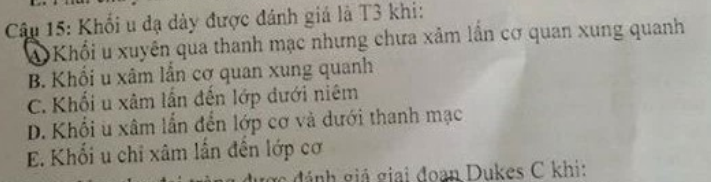 Câu 15: Khối u dạ dày được đánh giá là T3 khi:
A Khối u xuyên qua thanh mạc nhưng chưa xâm lấn cơ quan xung quanh
B. Khối u xâm lấn cơ quan xung quanh
C. Khối u xâm lấn đến lớp dưới niêm
D. Khối u xâm lấn đến lớp cơ và dưới thanh mạc
E. Khối u chỉ xâm lấn đến lớp cơ
được đánh giá giai đoạn Dukes C khi: